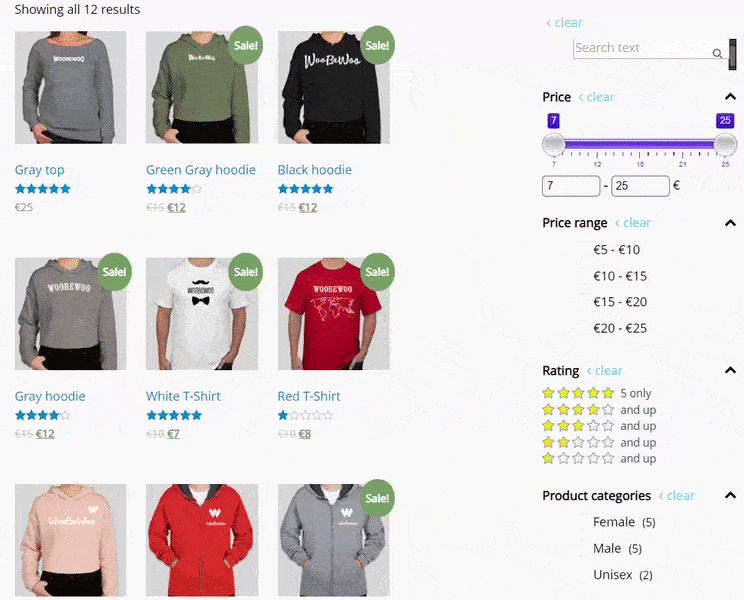 Showing all 12 results
WOOBEWOO
Sale!
WooBeWoo
Sale!
Gray top
€25
Green Gray hoodie
€15 €12
Black hoodie
€15 €12
WOOBEWOO
Sale!
WOOBEWOO
Sale!
WOOBEWOO
Sale!
Gray hoodie
€15 €12
White T-Shirt
€10 €7
Red T-Shirt
€10 €8
WooBeWoo
W
W
Sale!
‹ clear
Search text
Price ‹ clear
7 25
7 12 16 21 25
7 - 25 €
Price range ‹ clear
€5 - €10
€10 - €15
€15 - €20
€20 - €25
Rating ‹ clear
5 only
and up
and up
and up
and up
Product categories ‹ clear
Female (5)
Male (5)
Unisex (2)